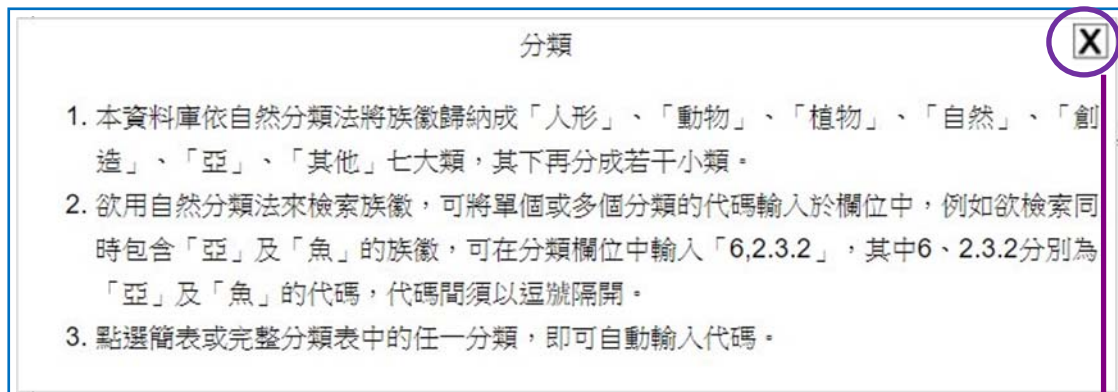 分類
X
1. 本資料庫依自然分類法將族徽歸納成「人形」、「動物」、「植物」、「自然」、「創
造」、「亞」、「其他」七大類，其下再分成若干小類。
2. 欲用自然分類法來檢索族徽，可將單個或多個分類的代碼輸入於欄位中，例如欲檢索同
時包含「亞」及「魚」的族徽，可在分類欄位中輸入「6,2.3.2」，其中6、2.3.2分別為
「亞」及「魚」的代碼，代碼間須以逗號隔開。
3. 點選簡表或完整分類表中的任一分類，即可自動輸入代碼。